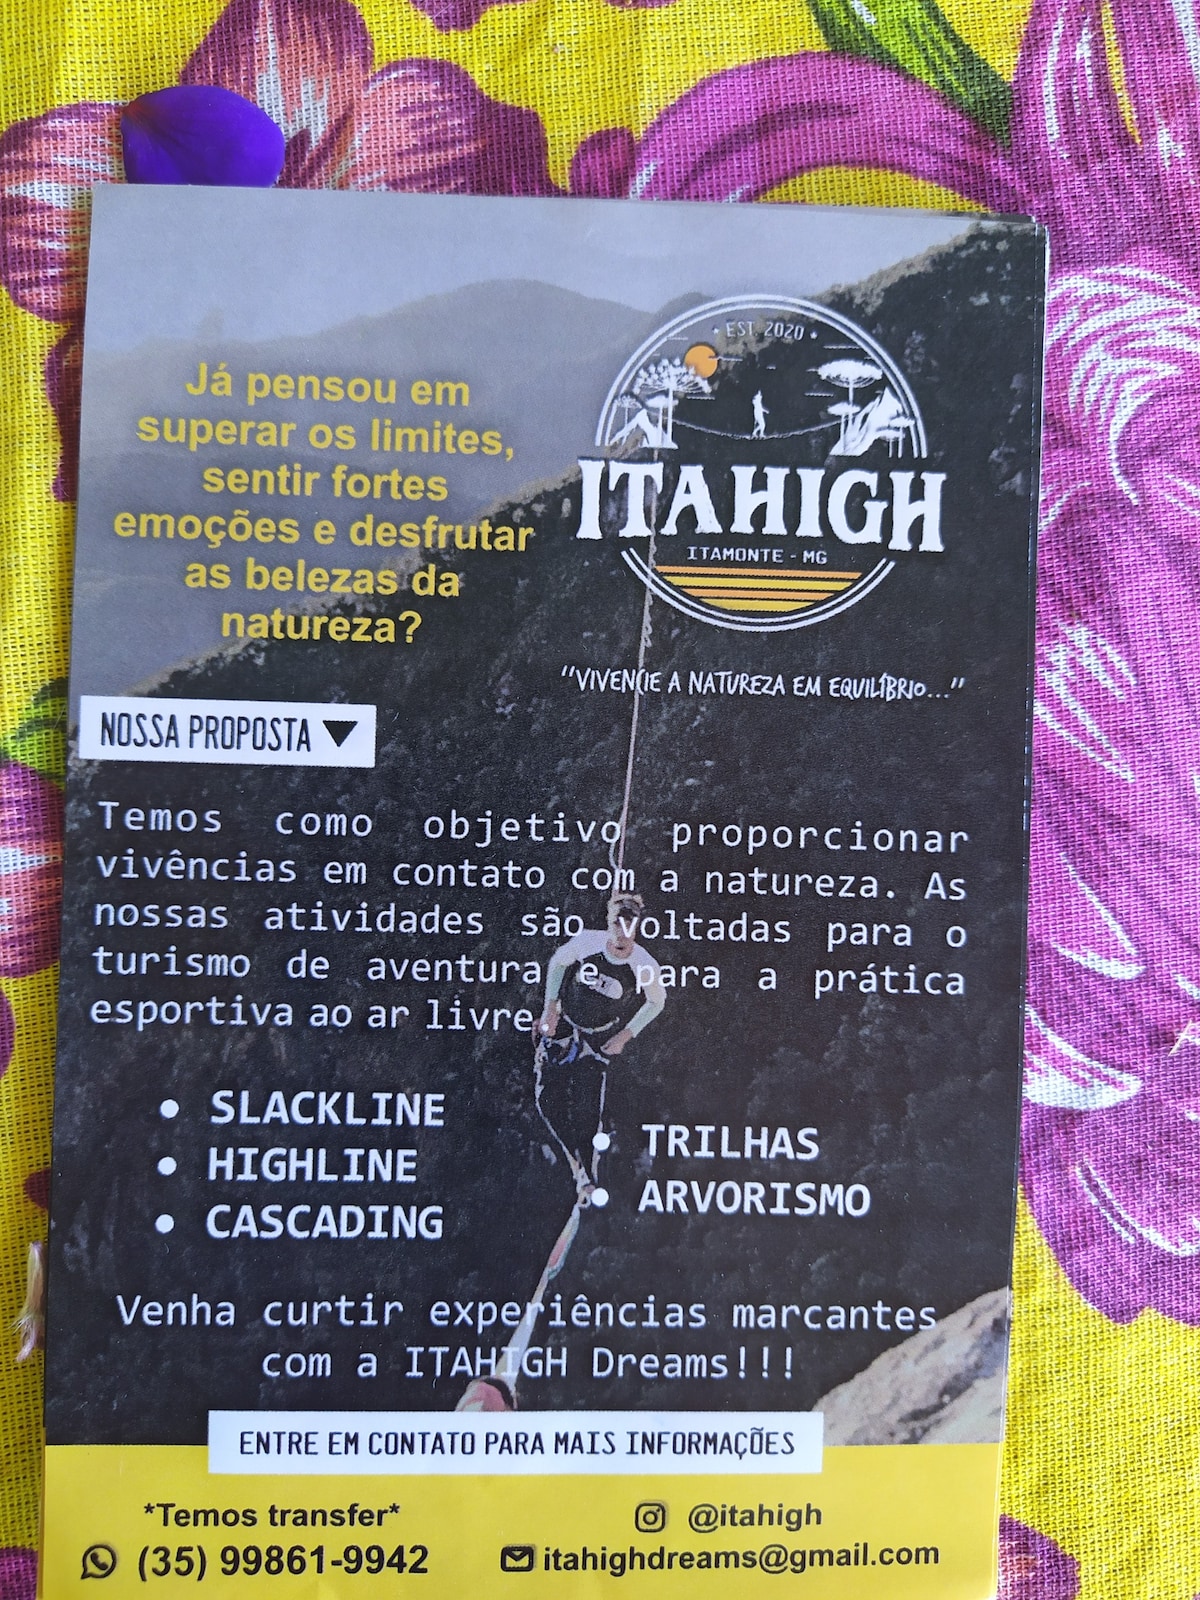 Já pensou em
superar os limites,
sentir fortes
emoções e desfrutar
as belezas da
natureza?
EST. 2020
ITAHIGH
ITAMONTE - MG
"VIVENCIE A NATUREZA EM EQUILÍBRIO..."
NOSSA PROPOSTA
Temos como objetivo proporcionar
vivências em contato com a natureza. As
nossas atividades são voltadas para o
turismo de aventura e para a prática
esportiva ao ar livre.
• SLACKLINE
• HIGHLINE
• CASCADING
• TRILHAS
• ARVORISMO
Venha curtir experiências marcantes
com a ITAHIGH Dreams!!!
ENTRE EM CONTATO PARA MAIS INFORMAÇÕES
*Temos transfer*
(35) 99861-9942
@itahigh
itahighdreams@gmail.com